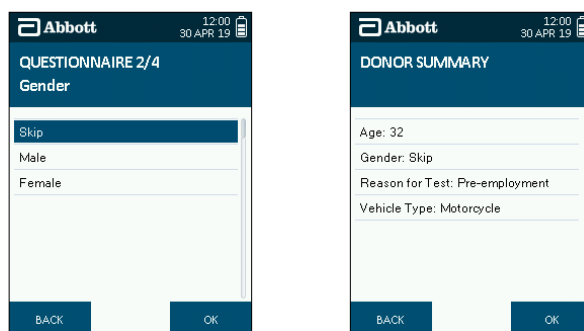 Abbott
12:00
30 APR 19
QUESTIONNAIRE 2/4
Gender
Skip
Male
Female
BACK OK
Abbott
12:00
30 APR 19
DONOR SUMMARY
Age: 32
Gender: Skip
Reason for Test: Pre-employment
Vehicle Type: Motorcycle
BACK OK